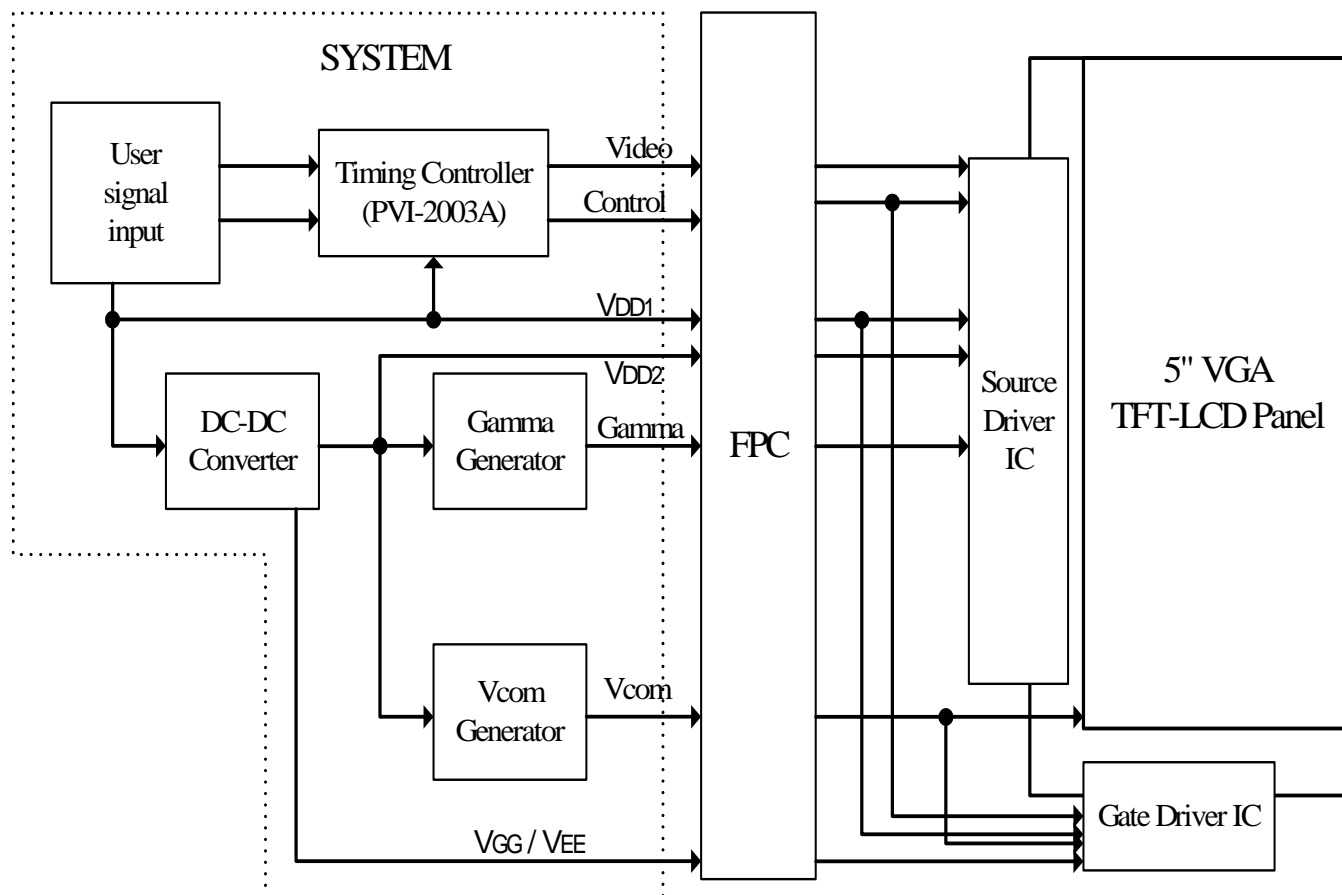 SYSTEM
User
signal
input
Timing Controller
(PVI-2003A)
Video
Control
VDD1
VDD2
DC-DC
Converter
Gamma
Generator
Gamma
FPC
Source
Driver
IC
5" VGA
TFT-LCD Panel
Vcom
Generator
Vcom
VGG / VEE
Gate Driver IC